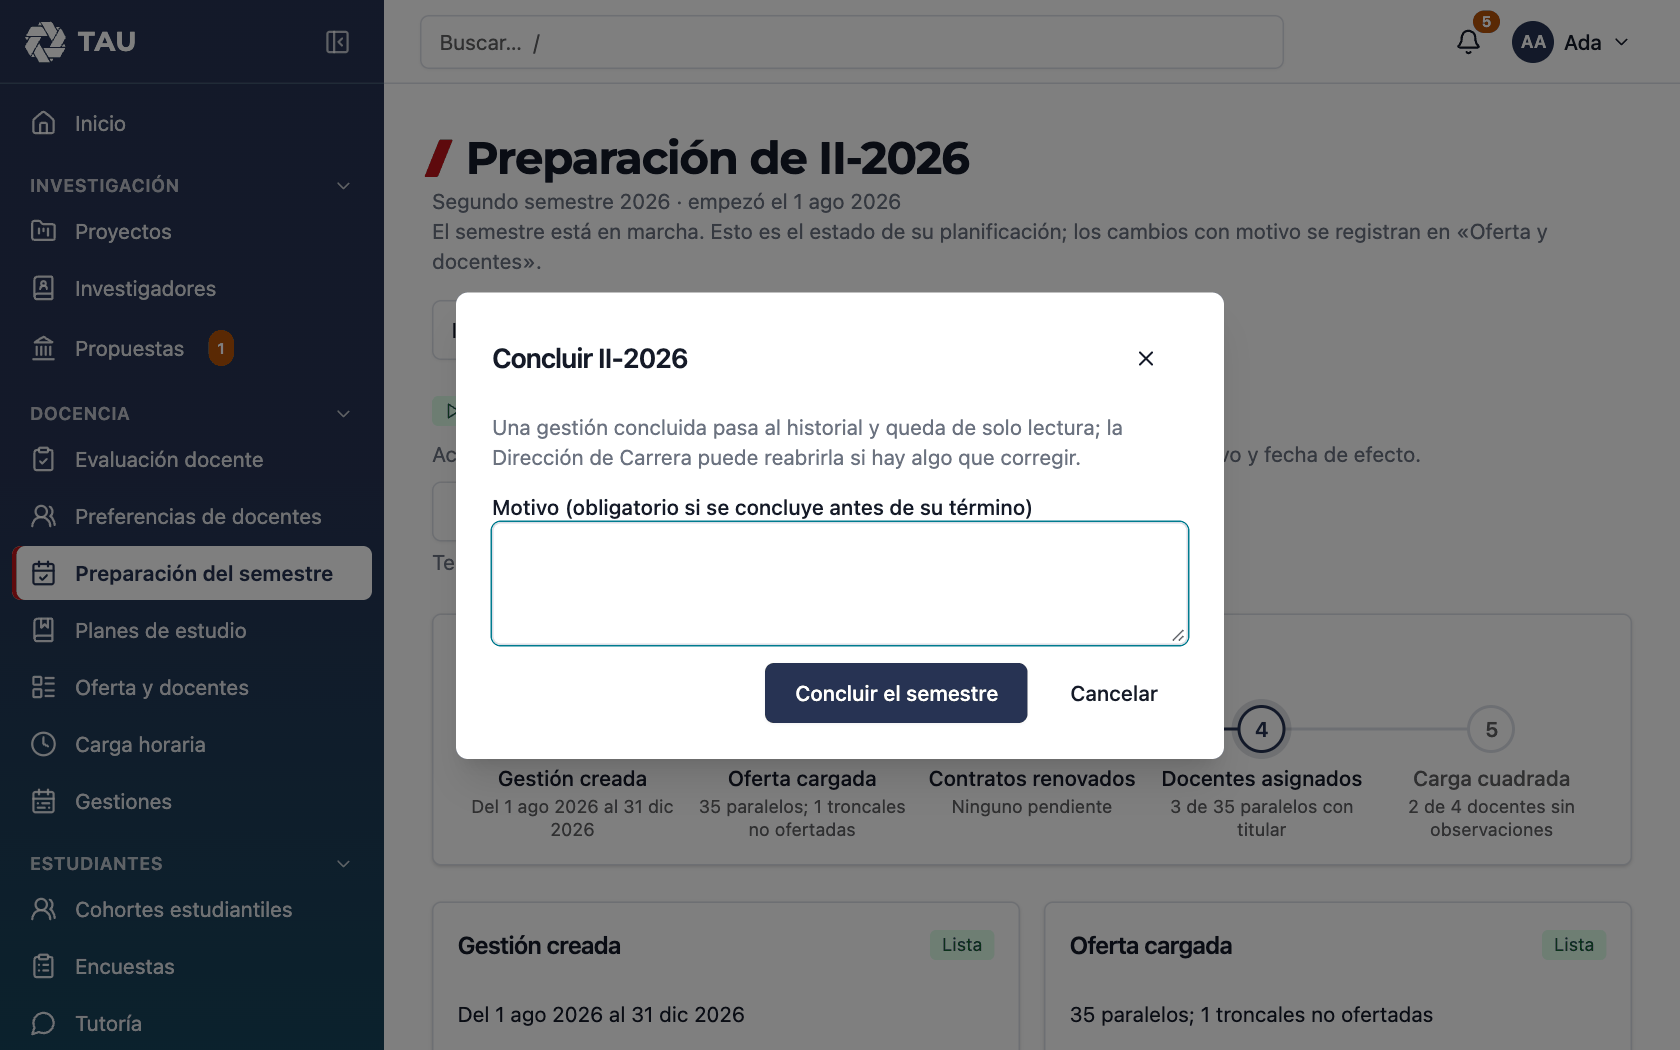 TAU
Buscar... /
5
AA
Ada
Inicio
INVESTIGACIÓN
Proyectos
Investigadores
Propuestas
1
DOCENCIA
Evaluación docente
Preferencias de docentes
Preparación del semestre
Planes de estudio
Oferta y docentes
Carga horaria
Gestiones
ESTUDIANTES
Cohortes estudiantiles
Encuestas
Tutoría
Preparación de II-2026
Segundo semestre 2026 · empezó el 1 ago 2026
El semestre está en marcha. Esto es el estado de su planificación; los cambios con motivo se registran en «Oferta y
docentes».
y fecha de efecto.
Concluir II-2026
Una gestión concluida pasa al historial y queda de solo lectura; la
Dirección de Carrera puede reabrirla si hay algo que corregir.
Motivo (obligatorio si se concluye antes de su término)
Concluir el semestre
Cancelar
4
5
Gestión creada
Del 1 ago 2026 al 31 dic
2026
Oferta cargada
35 paralelos; 1 troncales
no ofertadas
Contratos renovados
Ninguno pendiente
Docentes asignados
3 de 35 paralelos con
titular
Carga cuadrada
2 de 4 docentes sin
observaciones
Gestión creada
Lista
Del 1 ago 2026 al 31 dic 2026
Oferta cargada
Lista
35 paralelos; 1 troncales no ofertadas